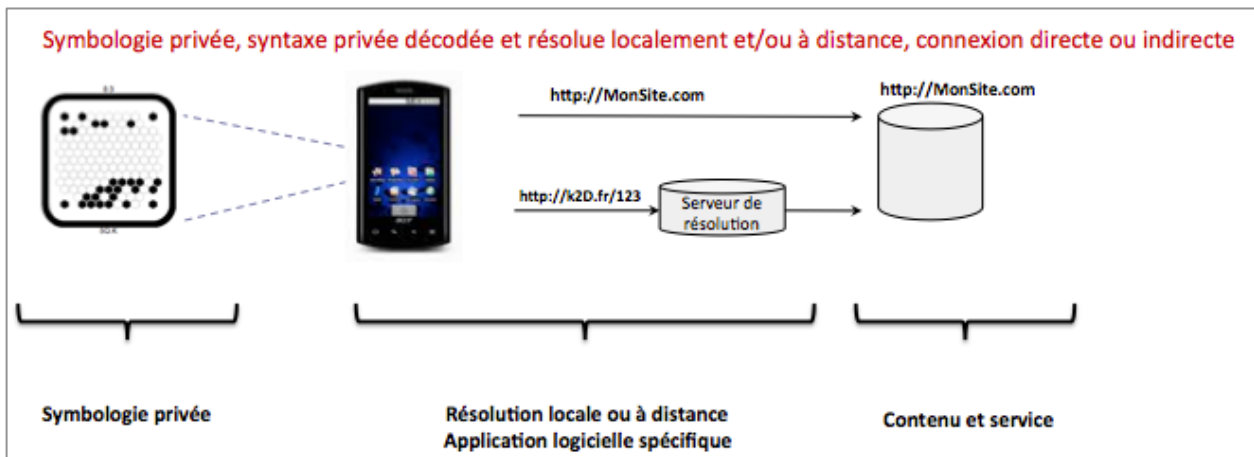 Symbologie privée, syntaxe privée décodée et résolue localement et/ou à distance, connexion directe ou indirecte
http://MonSite.com
http://MonSite.com
http://k2D.fr/123
Serveur de
résolution
Symbologie privée
Résolution locale ou à distance
Application logicielle spécifique
Contenu et service